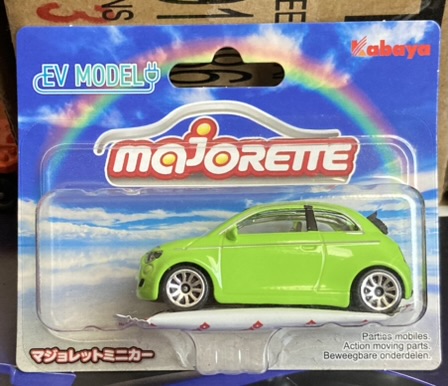 Kabaya
EV MODEL
majorette
マジョレットミニカー
Parties mobiles.
Action moving parts.
Beweegbare onderdelen.